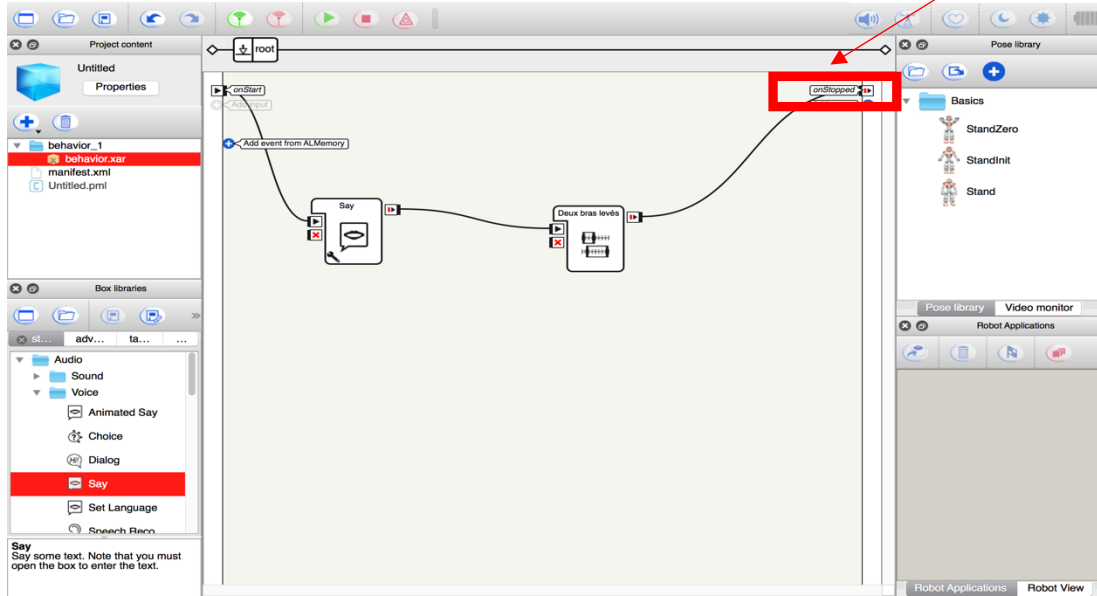 Project content
root
Pose library
Untitled
Properties
onStart
Add input
onStopped
Basics
StandZero
StandInit
Stand
behavior_1
behavior.xar
manifest.xml
Untitled.pml
Add event from ALMemory
Say
Deux bras levés
Box libraries
st... adv... ta... ...
Audio
Sound
Voice
Animated Say
Choice
Dialog
Say
Set Language
Speech Reco
Say
Say some text. Note that you must
open the box to enter the text.
Pose library Video monitor
Robot Applications
Robot Applications Robot View